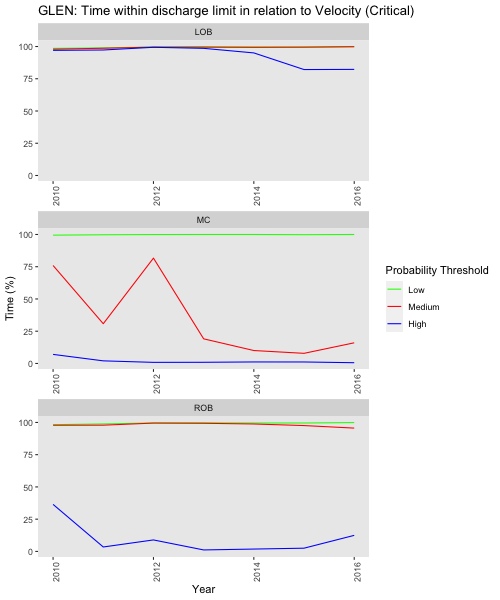 GLEN: Time within discharge limit in relation to Velocity (Critical)
LOB
100
75
50
25
0
2010
2012
2014
2016
MC
100
75
50
25
0
2010
2012
2014
2016
ROB
100
75
50
25
0
2010
2012
2014
2016
Time (%)
Year
Probability Threshold
Low
Medium
High